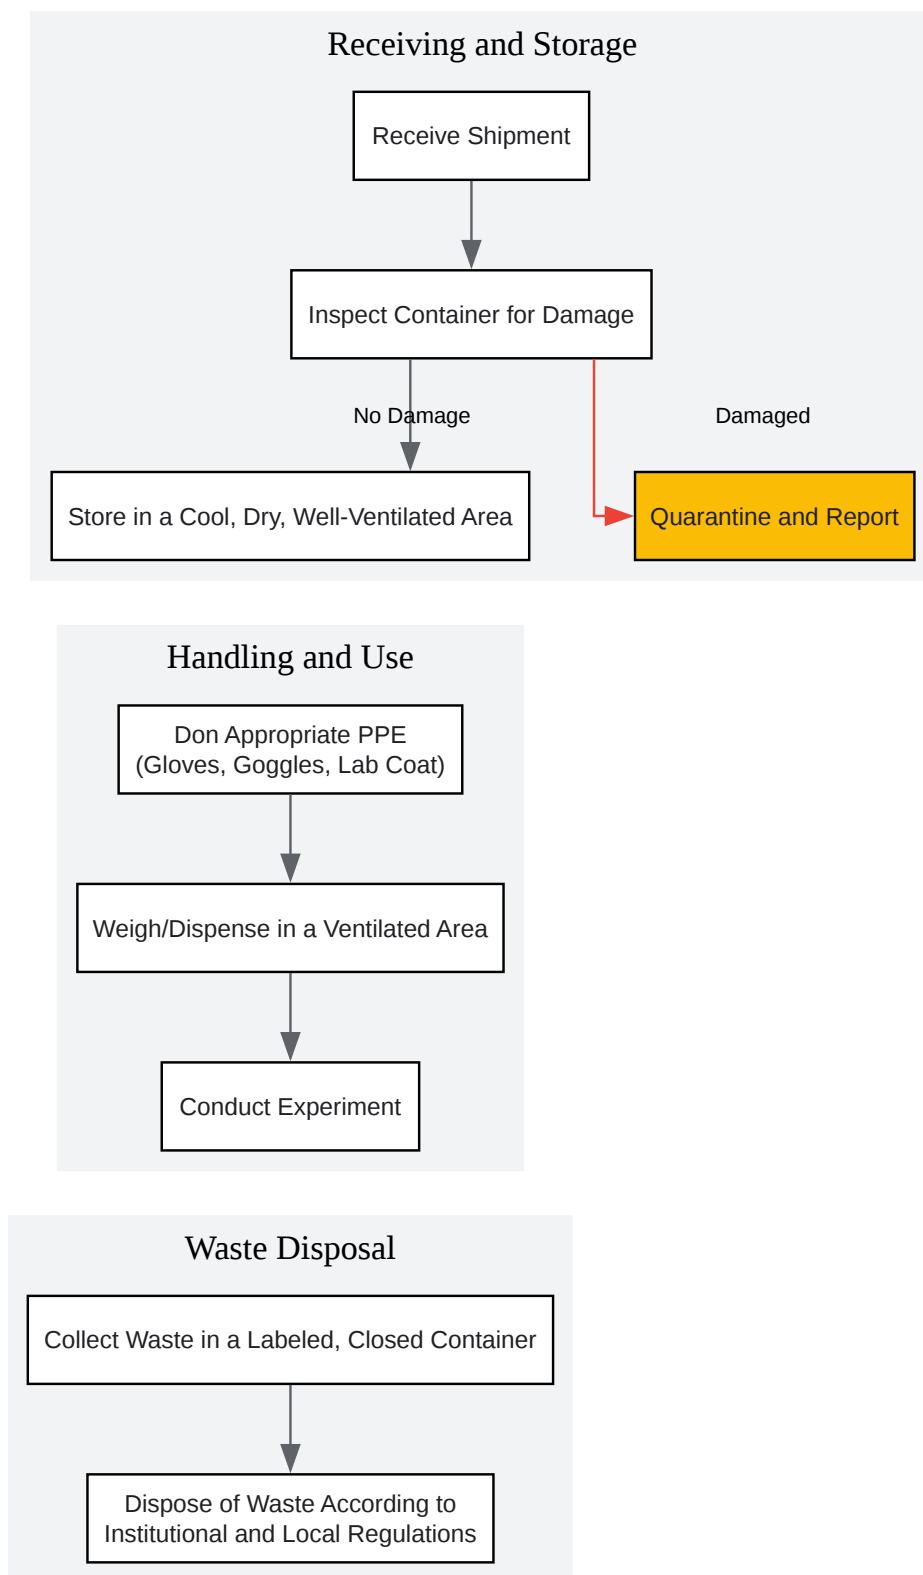 Receiving and Storage
Receive Shipment
Inspect Container for Damage
No Damage
Damaged
Store in a Cool, Dry, Well-Ventilated Area
Quarantine and Report
Handling and Use
Don Appropriate PPE
(Gloves, Goggles, Lab Coat)
Weigh/Dispense in a Ventilated Area
Conduct Experiment
Waste Disposal
Collect Waste in a Labeled, Closed Container
Dispose of Waste According to
Institutional and Local Regulations